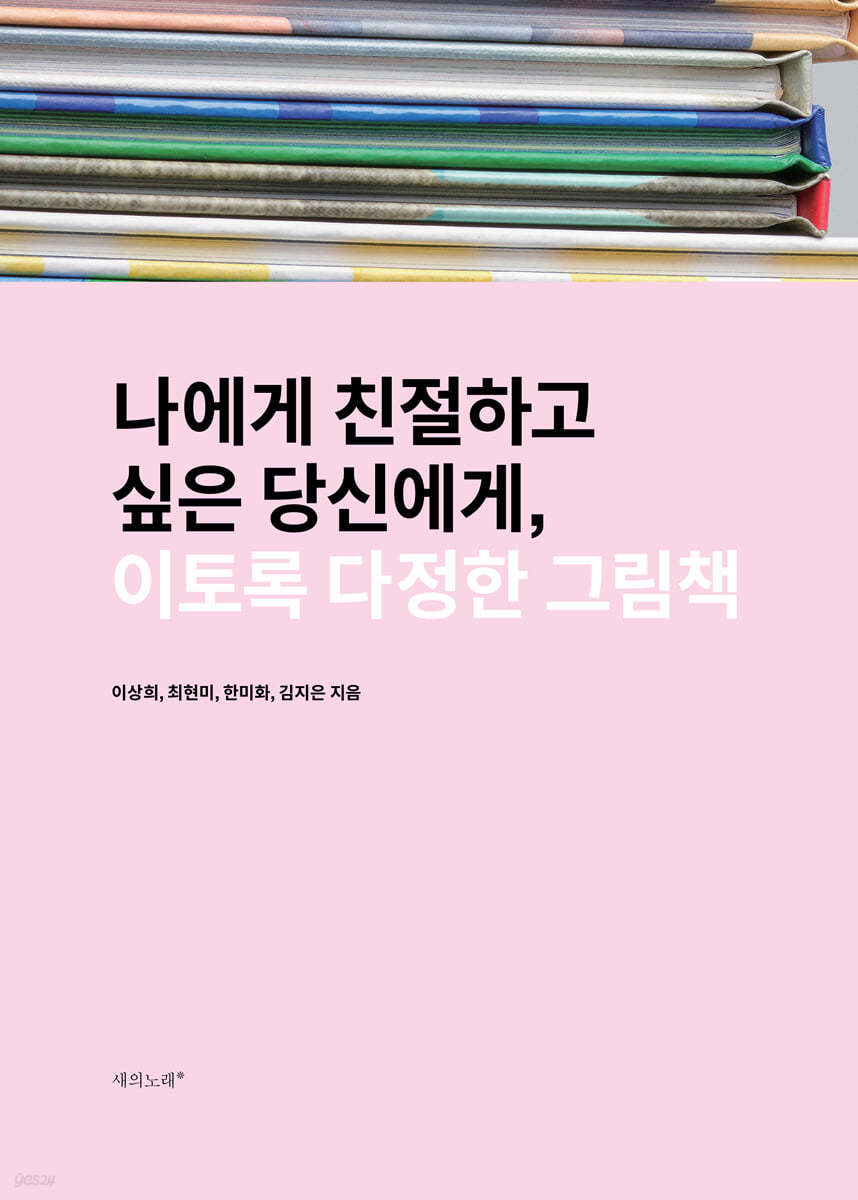 나에게 친절하고
싶은 당신에게,
이토록 다정한 그림책
이상희, 최현미, 한미화, 김지은 지음
새의노래*
yes24